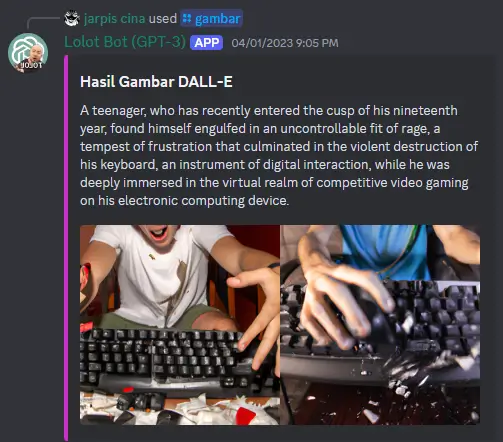 jarpis cina used gambar
Lolot Bot (GPT-3) APP 04/01/2023 9:05 PM
Hasil Gambar DALL-E
A teenager, who has recently entered the cusp of his nineteenth
year, found himself engulfed in an uncontrollable fit of rage, a
tempest of frustration that culminated in the violent destruction of
his keyboard, an instrument of digital interaction, while he was
deeply immersed in the virtual realm of competitive video gaming
on his electronic computing device.